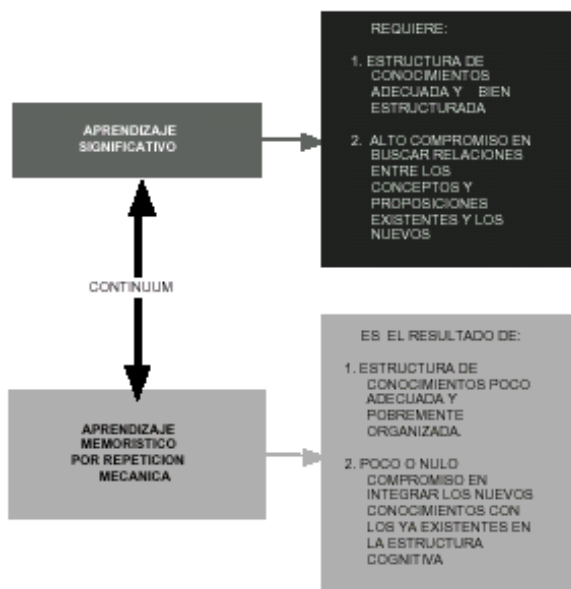 APRENDIZAJE
SIGNIFICATIVO
REQUIERE:
1. ESTRUCTURA DE
CONOCIMIENTOS
ADECUADA Y BIEN
ESTRUCTURADA
2. ALTO COMPROMISO EN
BUSCAR RELACIONES
ENTRE LOS
CONCEPTOS Y
PROPOSICIONES
EXISTENTES Y LOS
NUEVOS
CONTINUUM
APRENDIZAJE
MEMORISTICO
POR REPETICION
MECANICA
ES EL RESULTADO DE:
1. ESTRUCTURA DE
CONOCIMIENTOS POCO
ADECUADA Y
POBREMENTE
ORGANIZADA.
2. POCO O NULO
COMPROMISO EN
INTEGRAR LOS NUEVOS
CONOCIMIENTOS CON
LOS YA EXISTENTES EN
LA ESTRUCTURA
COGNITIVA